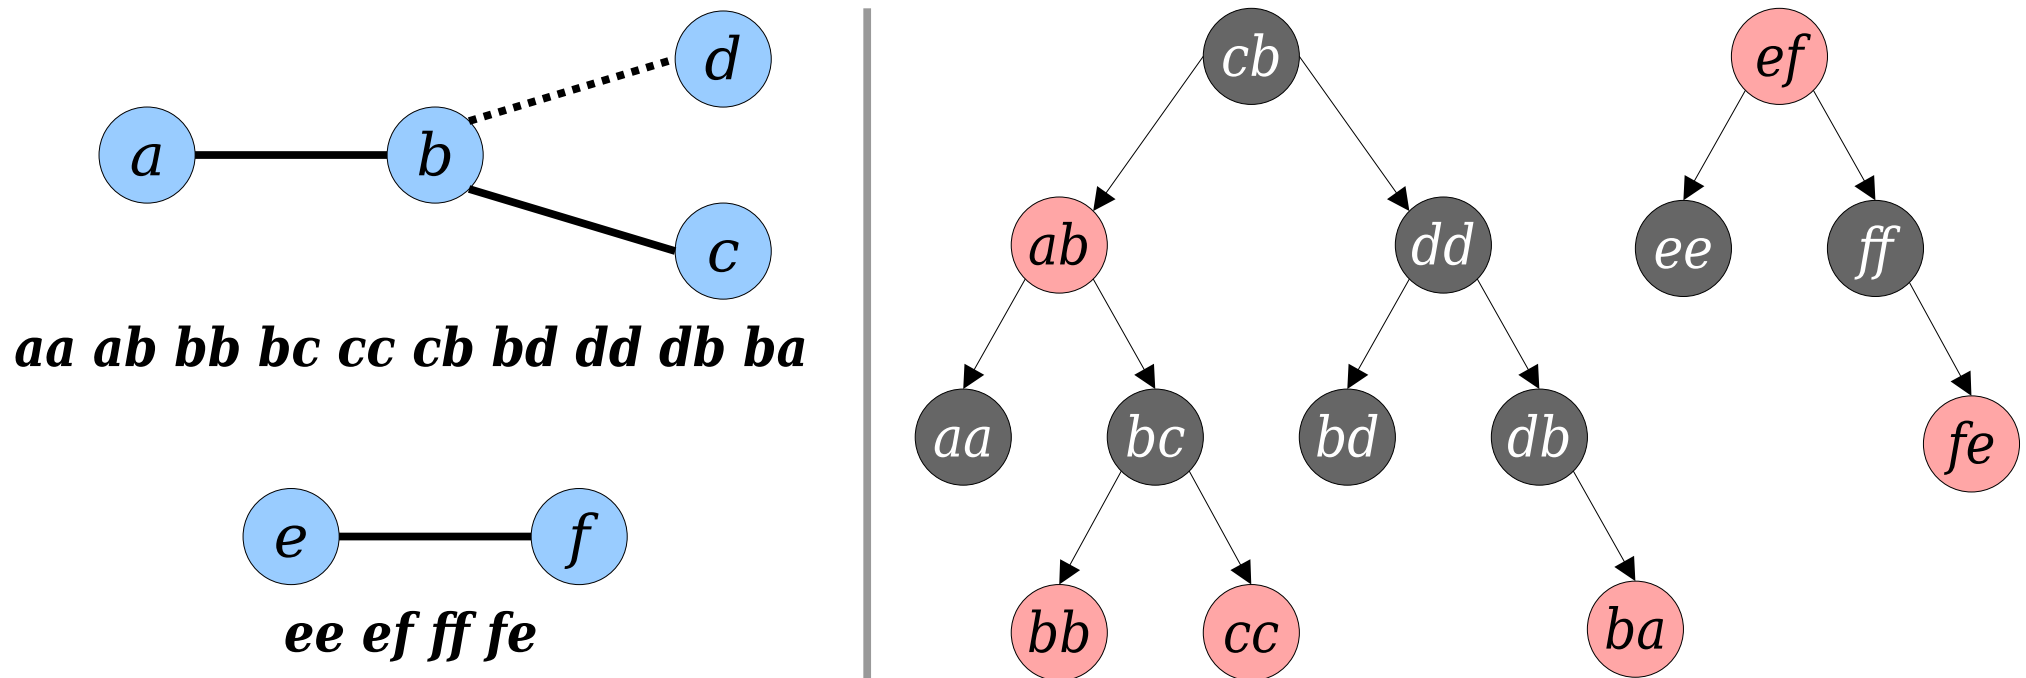 d
a b
c
aa ab bb bc cc cb bd dd db ba
e f
ee ef ff fe
cb ef
ab dd ee ff
aa bc bd db fe
bb cc ba